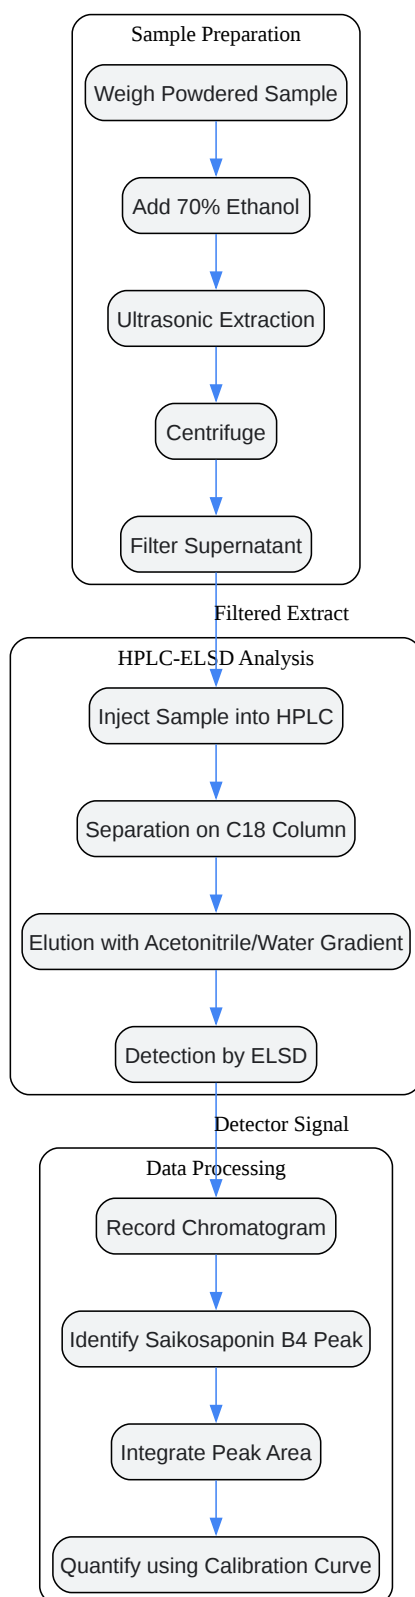 Sample Preparation
Weigh Powdered Sample
Add 70% Ethanol
Ultrasonic Extraction
Centrifuge
Filter Supernatant
Filtered Extract
HPLC-ELSD Analysis
Inject Sample into HPLC
Separation on C18 Column
Elution with Acetonitrile/Water Gradient
Detection by ELSD
Detector Signal
Data Processing
Record Chromatogram
Identify Saikosaponin B4 Peak
Integrate Peak Area
Quantify using Calibration Curve